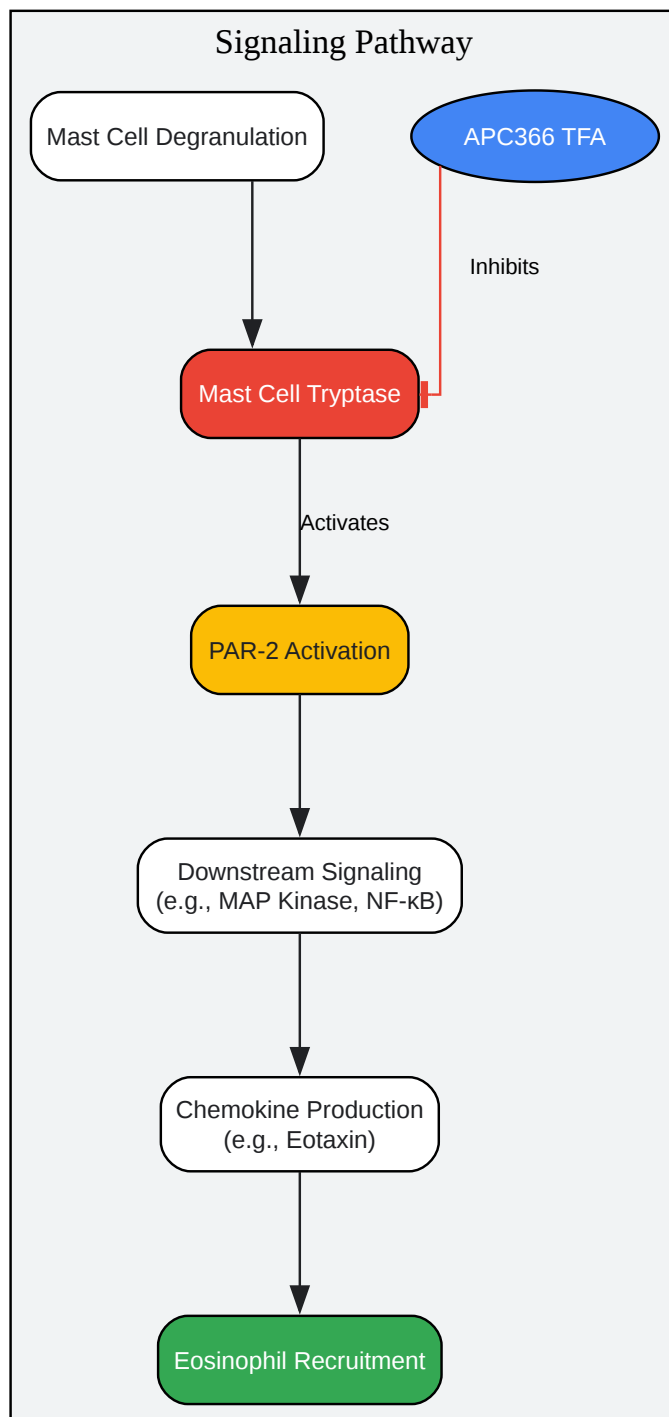 Signaling Pathway
Mast Cell Degranulation
APC366 TFA
Inhibits
Mast Cell Tryptase
Activates
PAR-2 Activation
Downstream Signaling
(e.g., MAP Kinase, NF-κB)
Chemokine Production
(e.g., Eotaxin)
Eosinophil Recruitment